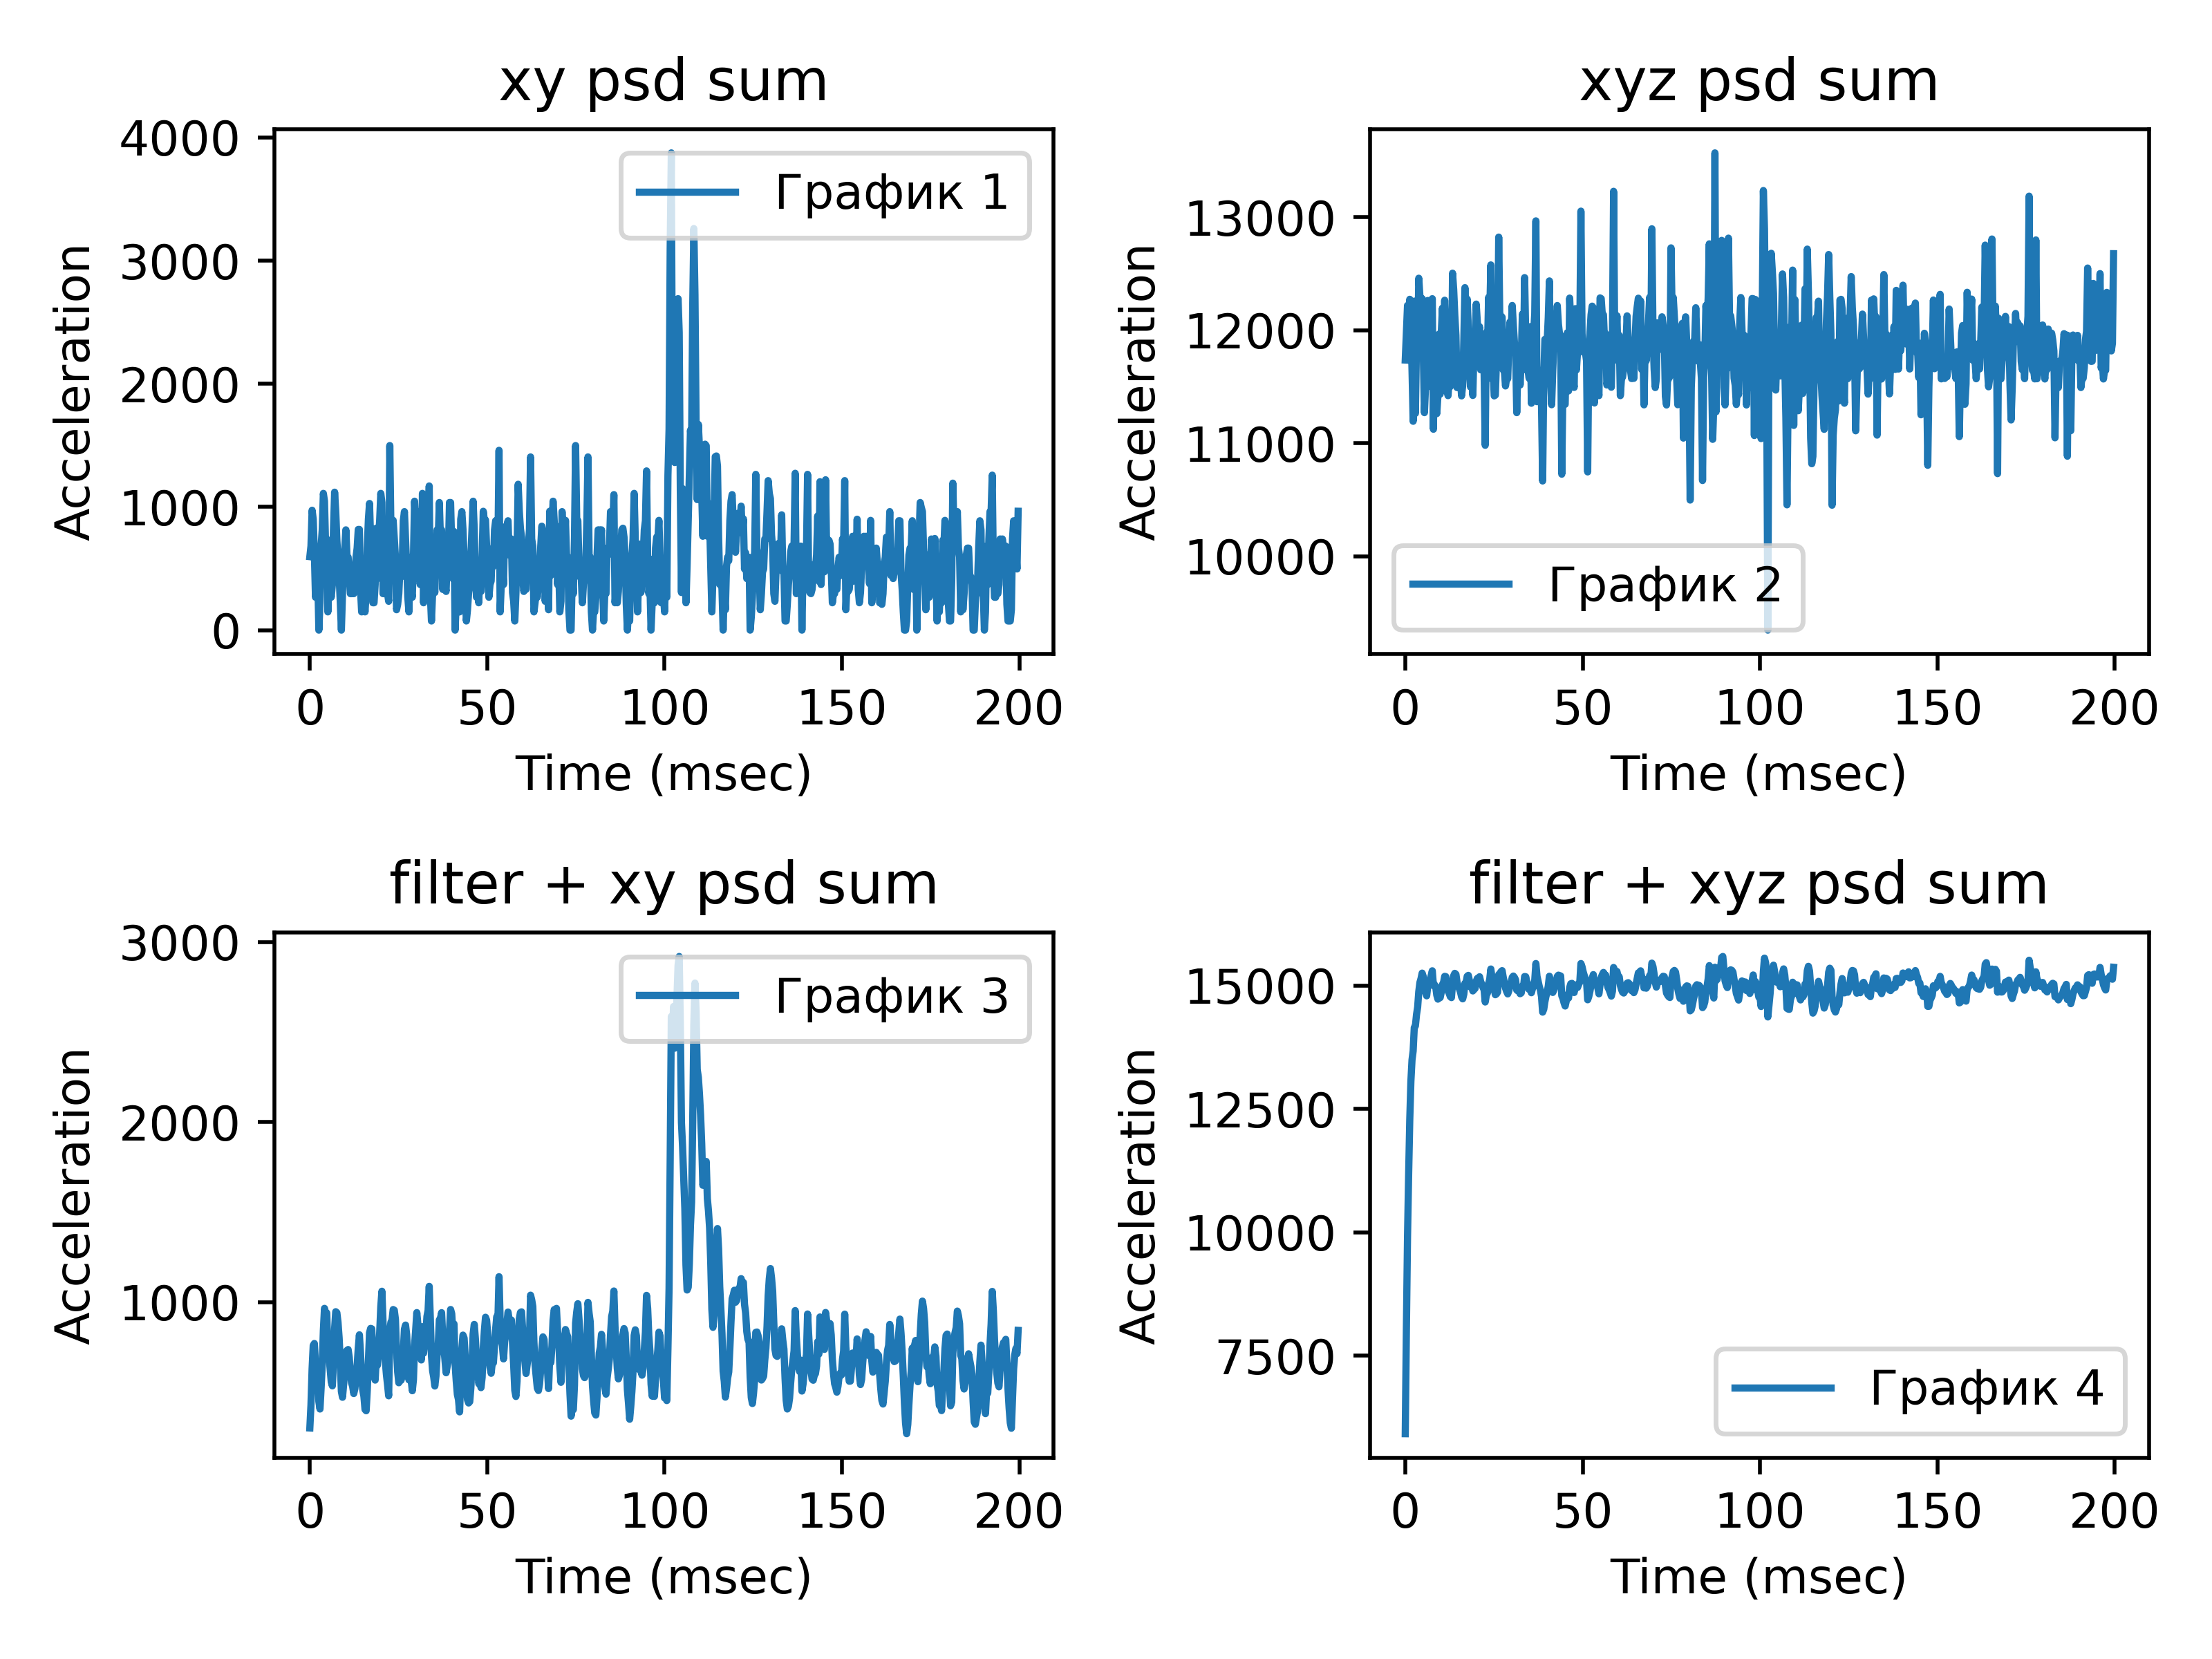 xy psd sum
4000
3000
2000
1000
0
Acceleration
График 1
0 50 100 150 200
Time (msec)
xyz psd sum
13000
12000
11000
10000
Acceleration
График 2
0 50 100 150 200
Time (msec)
filter + xy psd sum
3000
2000
1000
Acceleration
График 3
0 50 100 150 200
Time (msec)
filter + xyz psd sum
15000
12500
10000
7500
Acceleration
График 4
0 50 100 150 200
Time (msec)